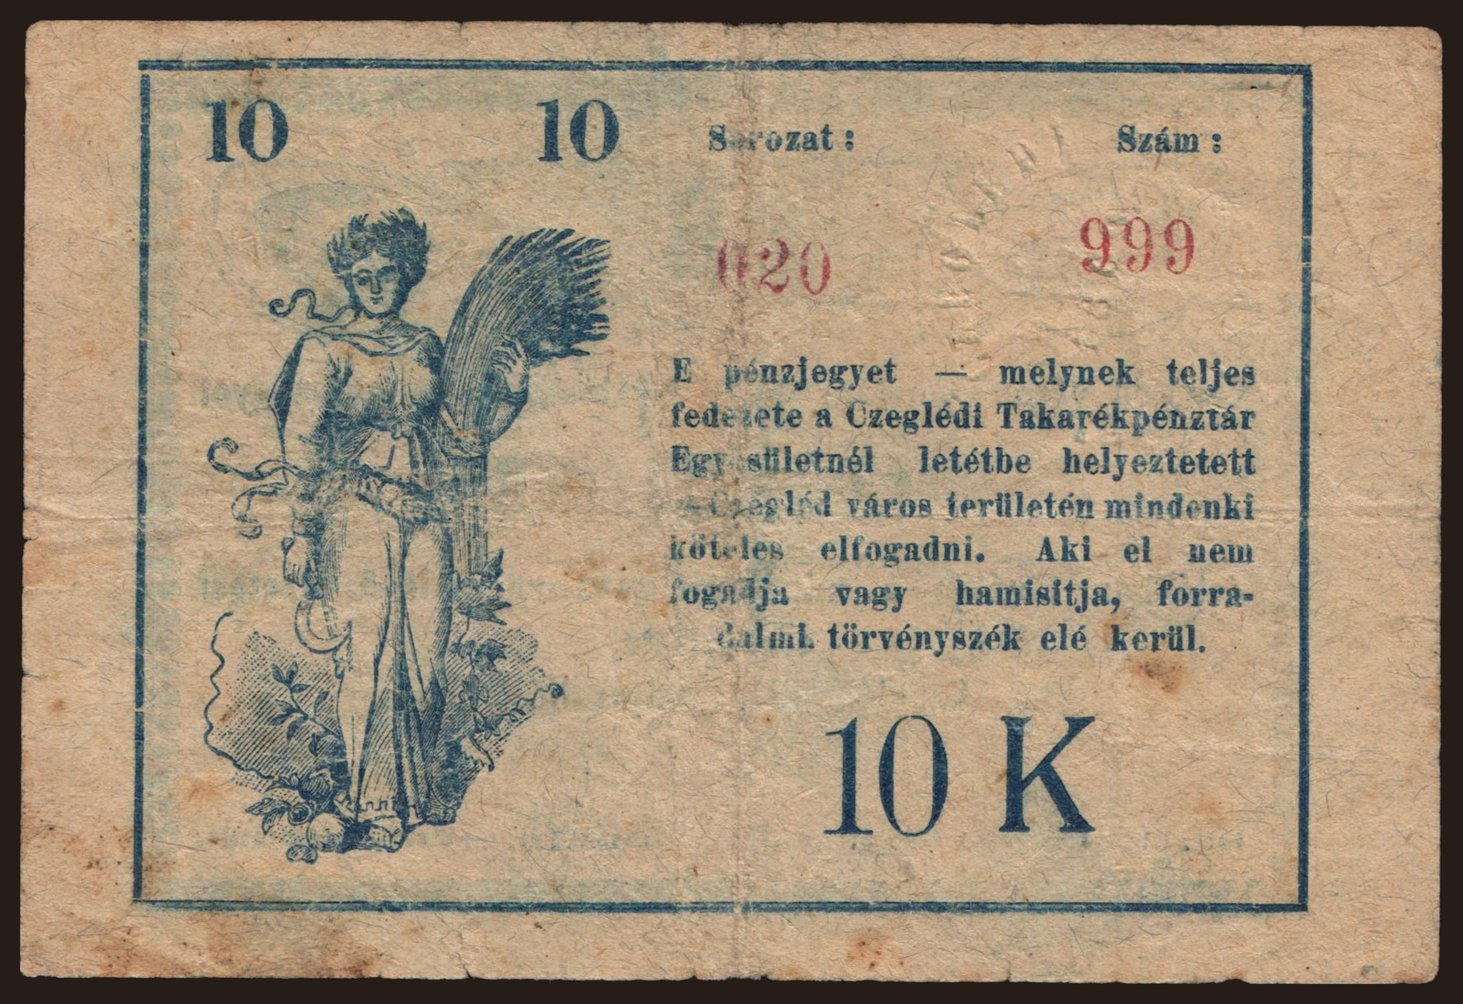 10 10 Sorozat: Szám:
020 999
E pénzjegyet — melynek teljes
fedezete a Czeglédi Takarékpénztár
Egyesületnél letétbe helyeztetett
— Czegléd város területén mindenki
köteles elfogadni. Aki el nem
fogadja vagy hamisitja, forra-
dalmi törvényszék elé kerül.
10 K